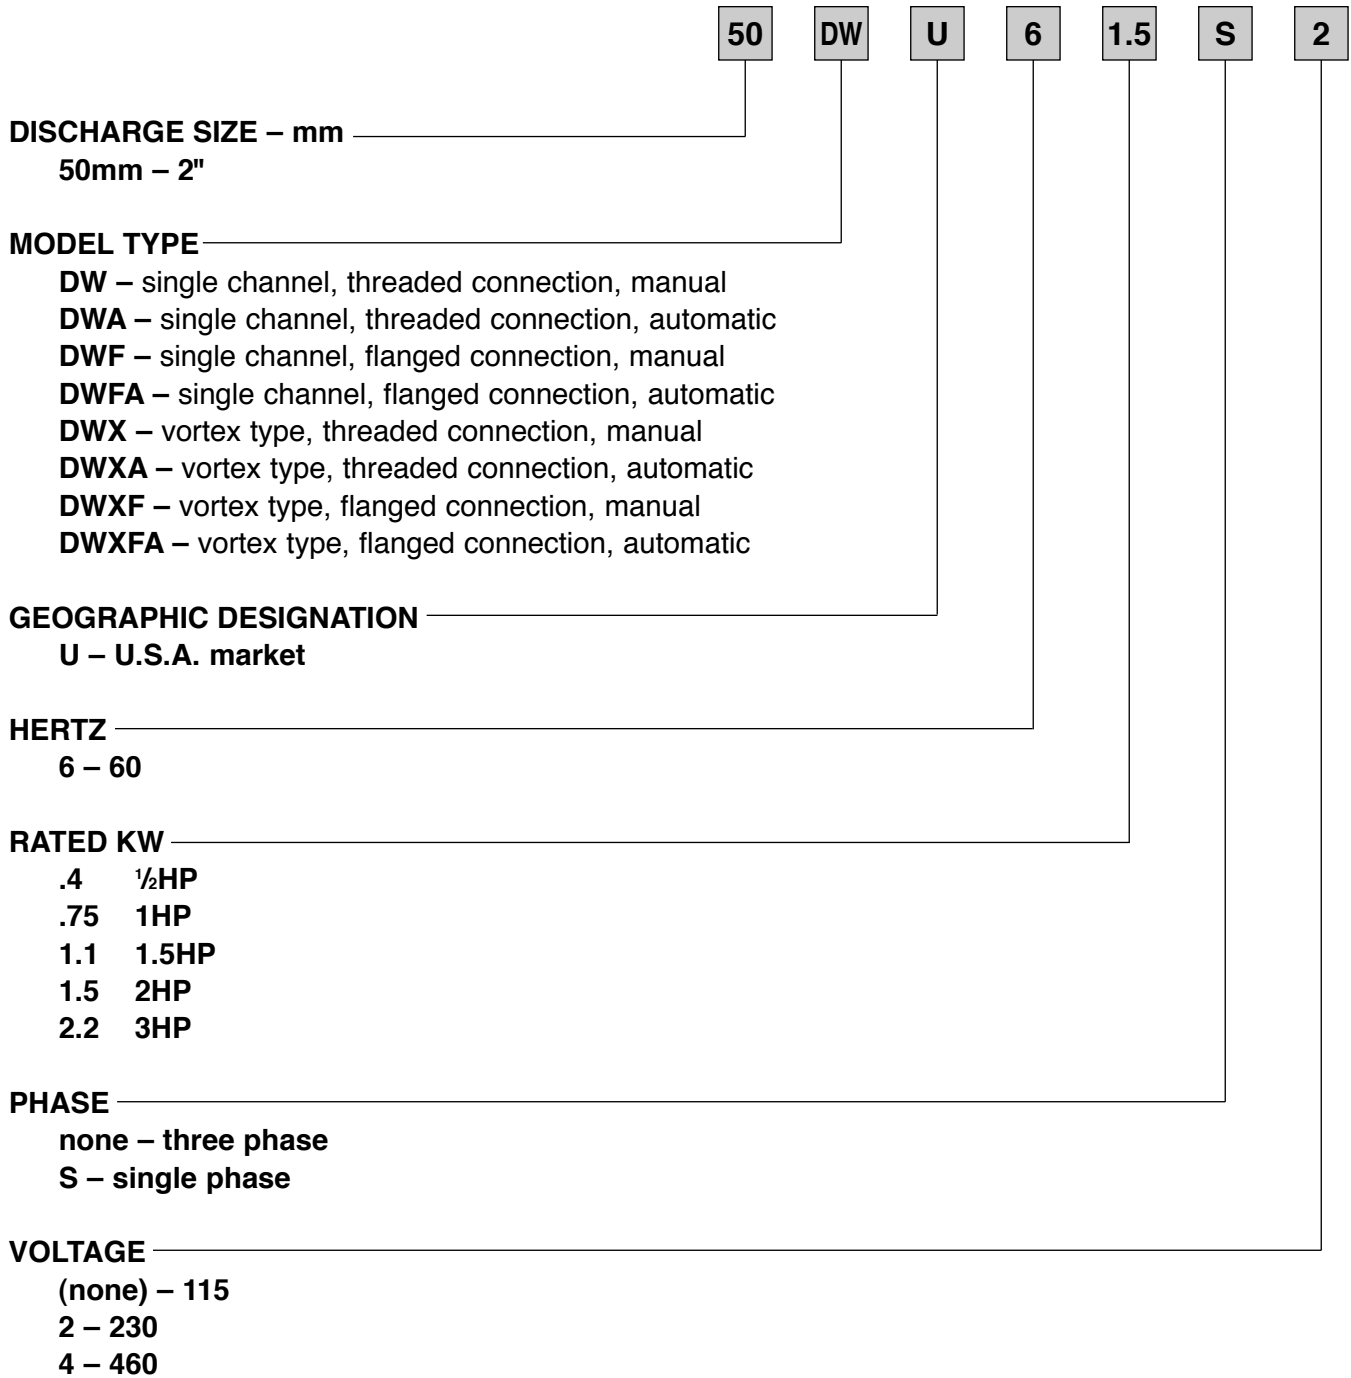 50 DW U 6 1.5 S 2
DISCHARGE SIZE – mm
50mm – 2"
MODEL TYPE
DW – single channel, threaded connection, manual
DWA – single channel, threaded connection, automatic
DWF – single channel, flanged connection, manual
DWFA – single channel, flanged connection, automatic
DWX – vortex type, threaded connection, manual
DWXA – vortex type, threaded connection, automatic
DWXF – vortex type, flanged connection, manual
DWXFA – vortex type, flanged connection, automatic
GEOGRAPHIC DESIGNATION
U – U.S.A. market
HERTZ
6 – 60
RATED KW
.4 ½HP
.75 1HP
1.1 1.5HP
1.5 2HP
2.2 3HP
PHASE
none – three phase
S – single phase
VOLTAGE
(none) – 115
2 – 230
4 – 460